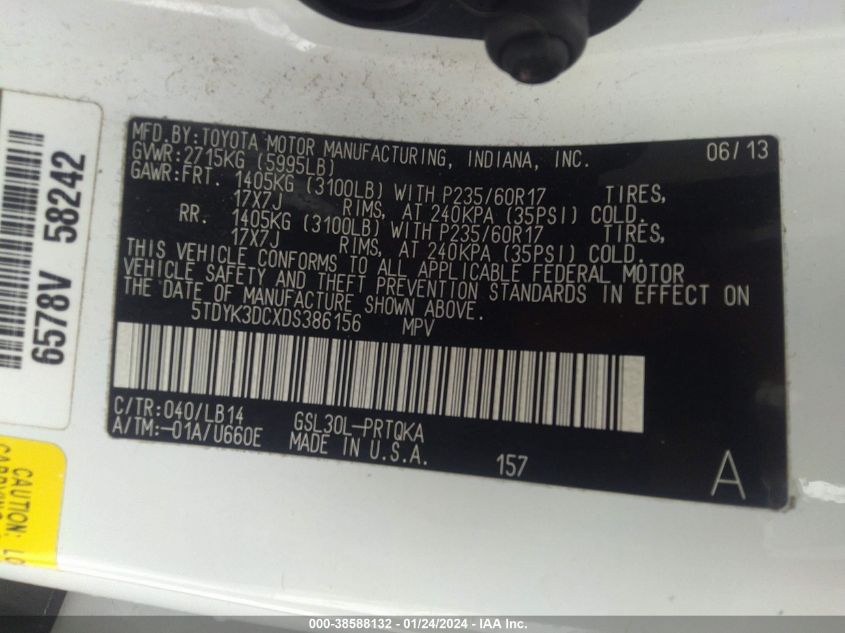 MFD.BY:TOYOTA MOTOR MANUFACTURING, INDIANA, INC. 06/13
GVWR:2715KG (5995LB)
GAWR:FRT. 1405KG (3100LB) WITH P235/60R17 TIRES,
17X7J RIMS, AT 240KPA (35PSI) COLD.
RR. 1405KG (3100LB) WITH P235/60R17 TIRES,
17X7J RIMS, AT 240KPA (35PSI) COLD.
THIS VEHICLE CONFORMS TO ALL APPLICABLE FEDERAL MOTOR
VEHICLE SAFETY AND THEFT PREVENTION STANDARDS IN EFFECT ON
THE DATE OF MANUFACTURE SHOWN ABOVE.
5TDYK3DCXDS386156 MPV
C/TR:040/LB14 GSL30L-PRTQKA
A/TM:-01A/U660E MADE IN U.S.A. 157
A
6578V 58242
CAUTION: LO
000-38588132 - 01/24/2024 - IAA Inc.